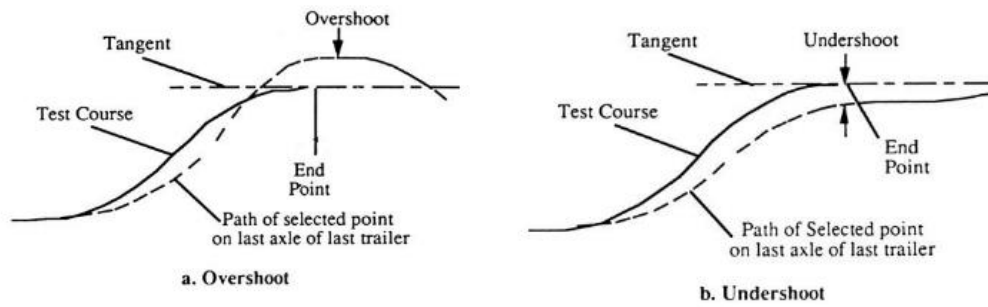 Overshoot
Tangent
Test Course
End
Point
Path of selected point
on last axle of last trailer
a. Overshoot
Undershoot
Tangent
Test Course
End
Point
Path of Selected point
on last axle of last trailer
b. Undershoot